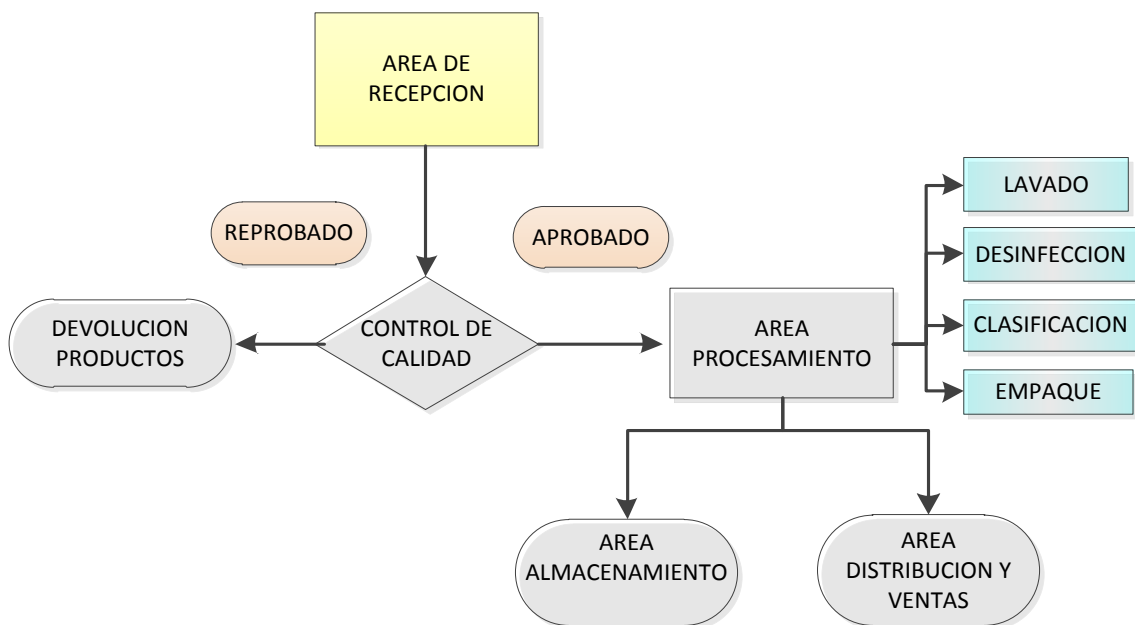 AREA DE
RECEPCION
REPROBADO
APROBADO
DEVOLUCION
PRODUCTOS
CONTROL DE
CALIDAD
AREA
PROCESAMIENTO
LAVADO
DESINFECCION
CLASIFICACION
EMPAQUE
AREA
ALMACENAMIENTO
AREA
DISTRIBUCION Y
VENTAS